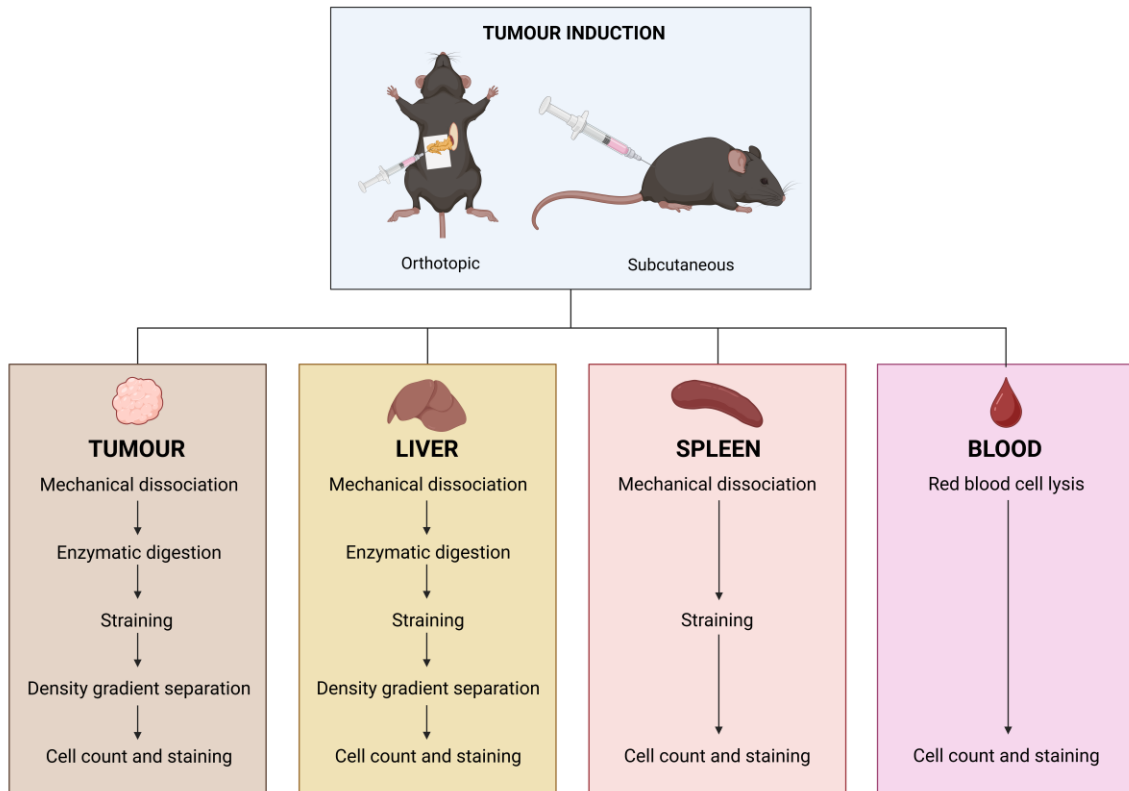 TUMOUR INDUCTION
Orthotopic
Subcutaneous
TUMOUR
Mechanical dissociation
Enzymatic digestion
Straining
Density gradient separation
Cell count and staining
LIVER
Mechanical dissociation
Enzymatic digestion
Straining
Density gradient separation
Cell count and staining
SPLEEN
Mechanical dissociation
Straining
Cell count and staining
BLOOD
Red blood cell lysis
Cell count and staining